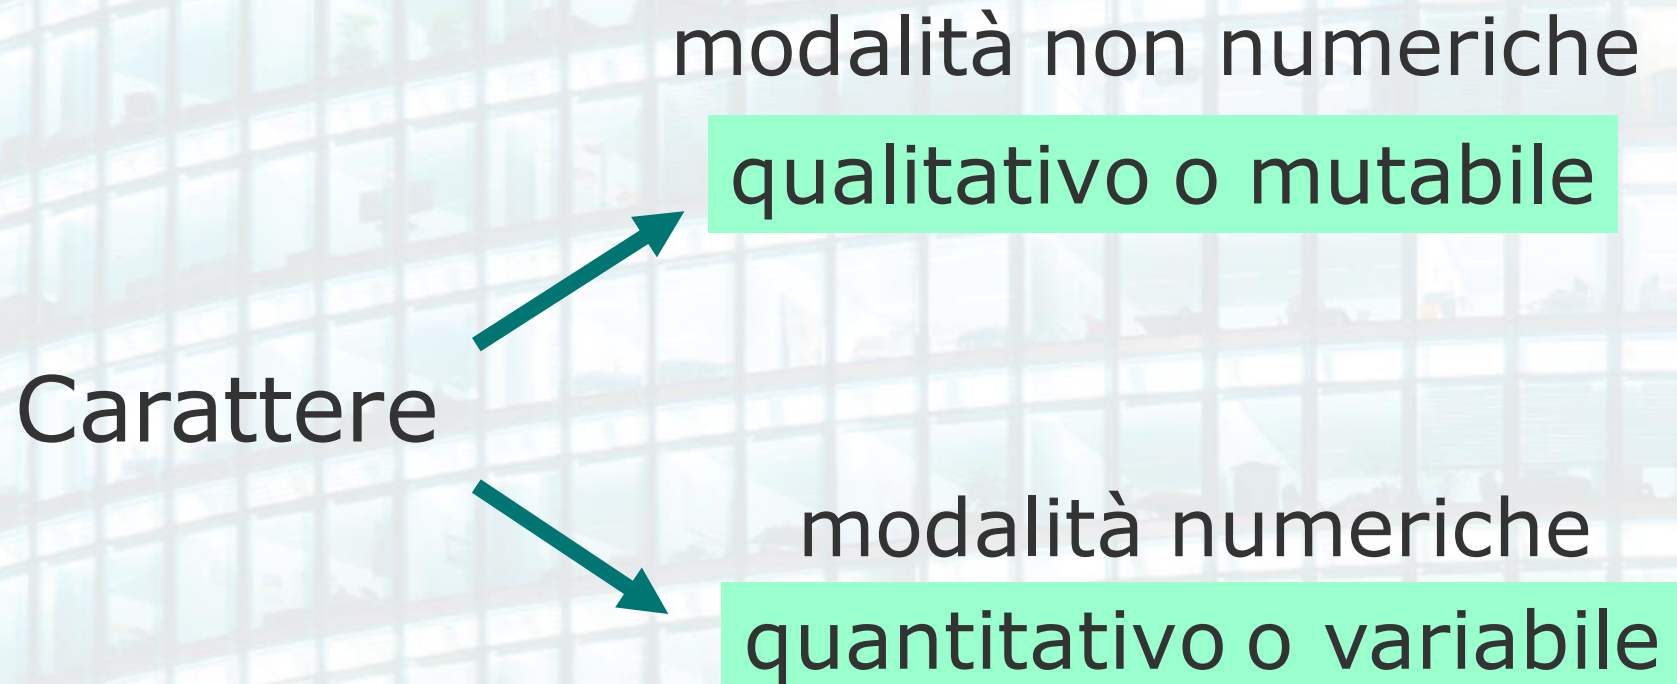 modalità non numeriche
qualitativo o mutabile
Carattere
modalità numeriche
quantitativo o variabile